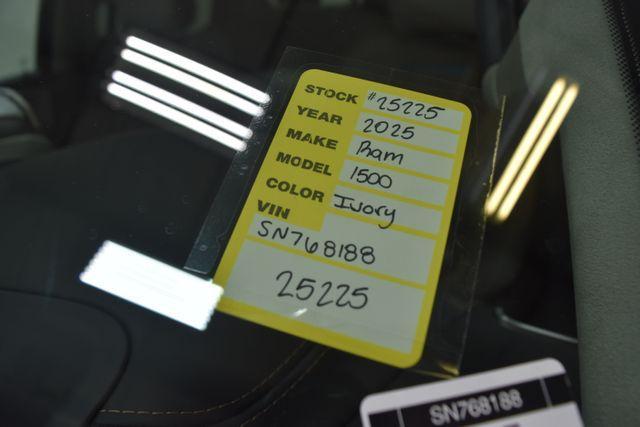 STOCK #25225
YEAR 2025
MAKE Ram
MODEL 1500
COLOR Ivory
VIN
SN768188
25225
SN768188